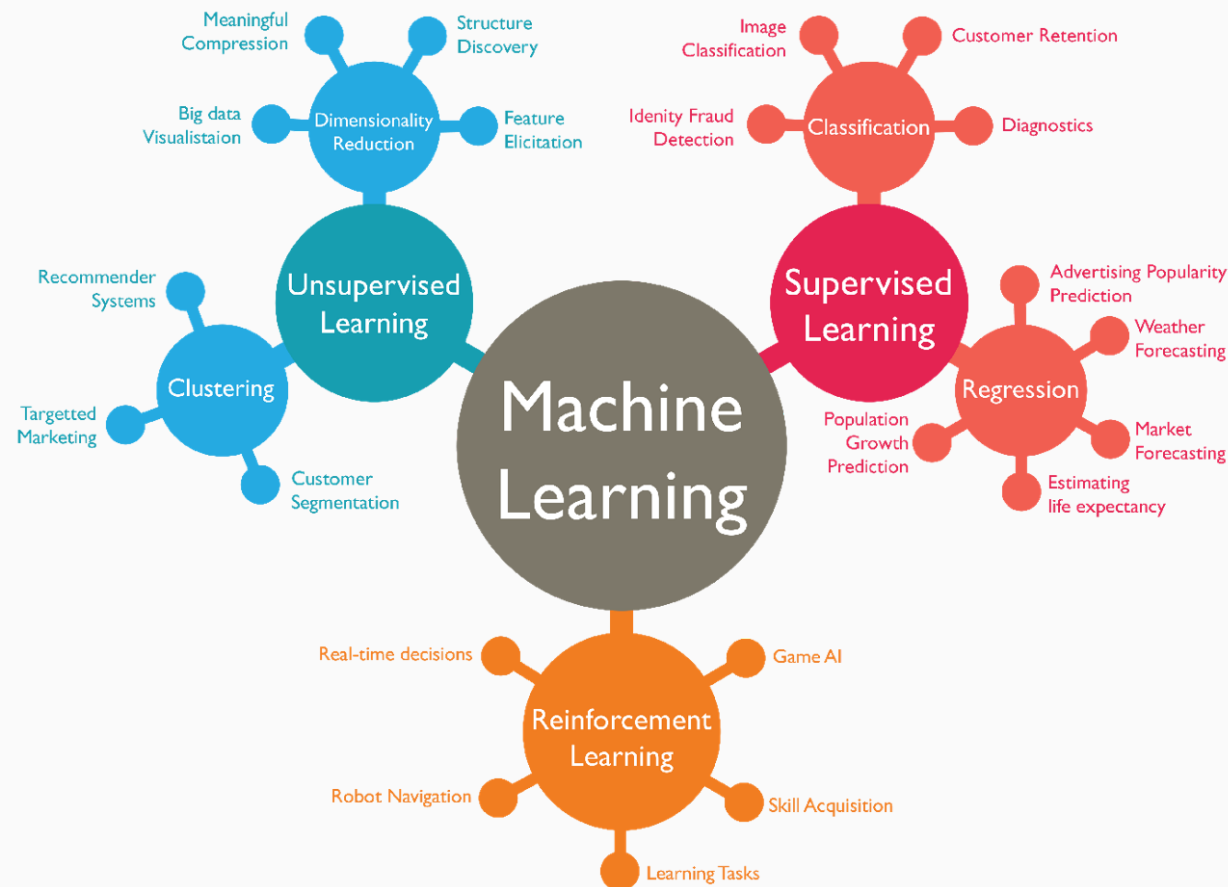 Meaningful
Compression
Structure
Discovery
Big data
Visualistaion
Dimensionality
Reduction
Feature
Elicitation
Image
Classification
Customer Retention
Idenity Fraud
Detection
Classification
Diagnostics
Recommender
Systems
Unsupervised
Learning
Clustering
Targetted
Marketing
Customer
Segmentation
Machine
Learning
Supervised
Learning
Advertising Popularity
Prediction
Weather
Forecasting
Regression
Population
Growth
Prediction
Market
Forecasting
Estimating
life expectancy
Real-time decisions
Game AI
Reinforcement
Learning
Robot Navigation
Skill Acquisition
Learning Tasks